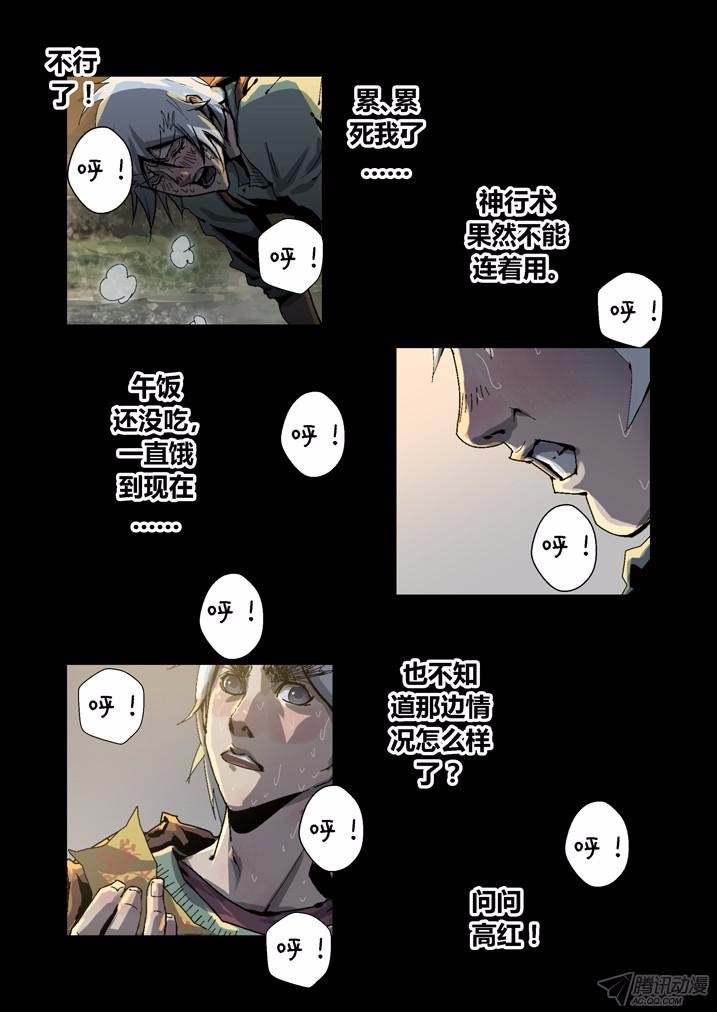 不行
了！
呼！
呼！
累、累
死我了
……
神行术
果然不能
连着用。
呼！
午饭
还没吃，
一直饿
到现在
……
呼！
呼！
呼！
呼！
也不知
道那边情
况怎么样
了？
呼！
呼！
呼！
问问
高红！
腾讯动漫